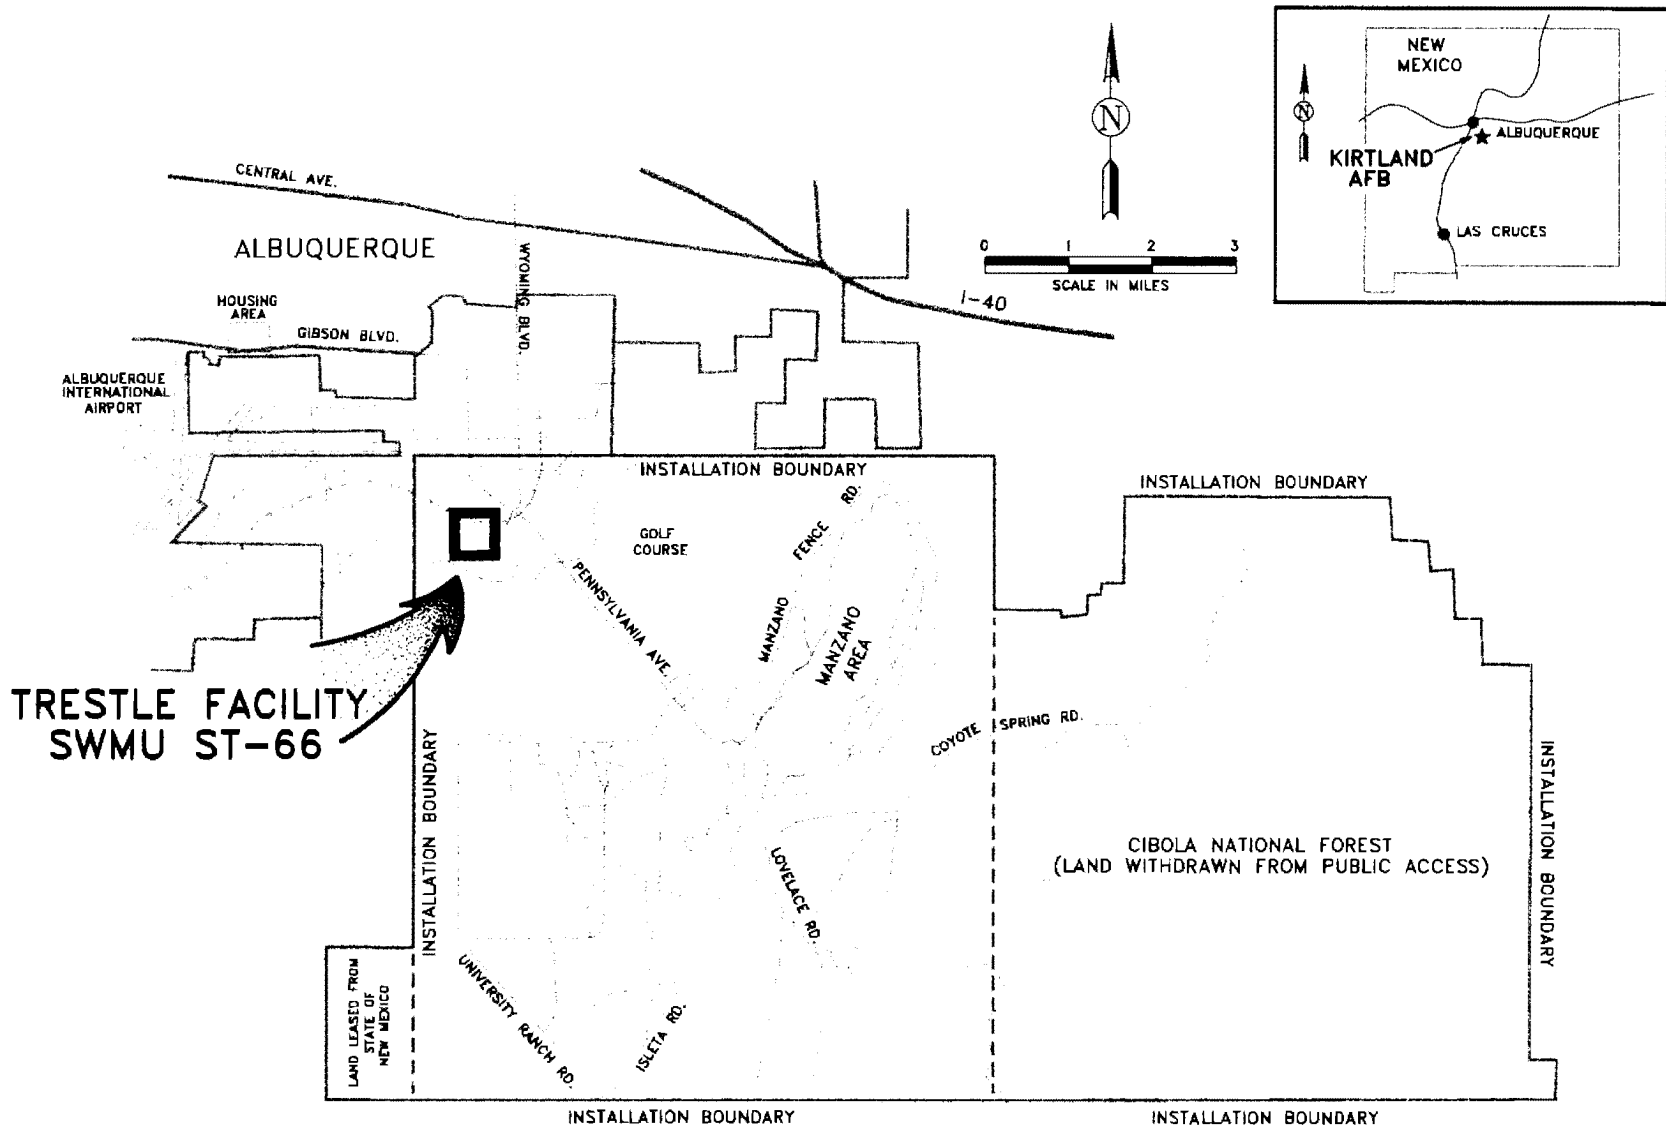 NEW
MEXICO
N
ALBUQUERQUE
KIRTLAND
AFB
LAS CRUCES
N
0 1 2 3
SCALE IN MILES
CENTRAL AVE.
ALBUQUERQUE
WYOMING BLVD.
I-40
HOUSING
AREA
GIBSON BLVD.
ALBUQUERQUE
INTERNATIONAL
AIRPORT
INSTALLATION BOUNDARY
INSTALLATION BOUNDARY
GOLF
COURSE
MANZANO FENCE RD.
PENNSYLVANIA AVE.
MANZANO
AREA
TRESTLE FACILITY
SWMU ST-66
COYOTE SPRING RD.
INSTALLATION BOUNDARY
INSTALLATION BOUNDARY
CIBOLA NATIONAL FOREST
(LAND WITHDRAWN FROM PUBLIC ACCESS)
LOVELACE RD.
LAND LEASED FROM
STATE OF
NEW MEXICO
UNIVERSITY RANCH RD.
ISLETA RD.
INSTALLATION BOUNDARY
INSTALLATION BOUNDARY